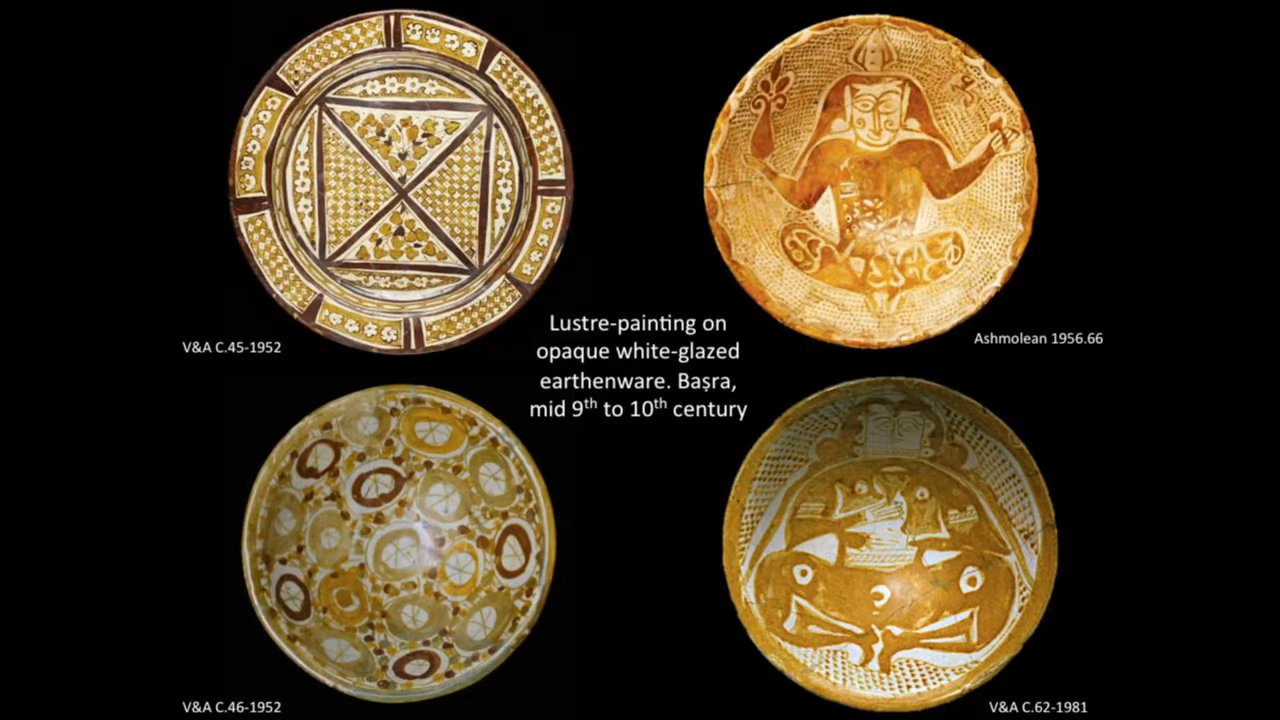 V&A C.45-1952
Ashmolean 1956.66
Lustre-painting on
opaque white-glazed
earthenware. Baṣra,
mid 9th to 10th century
V&A C.46-1952
V&A C.62-1981